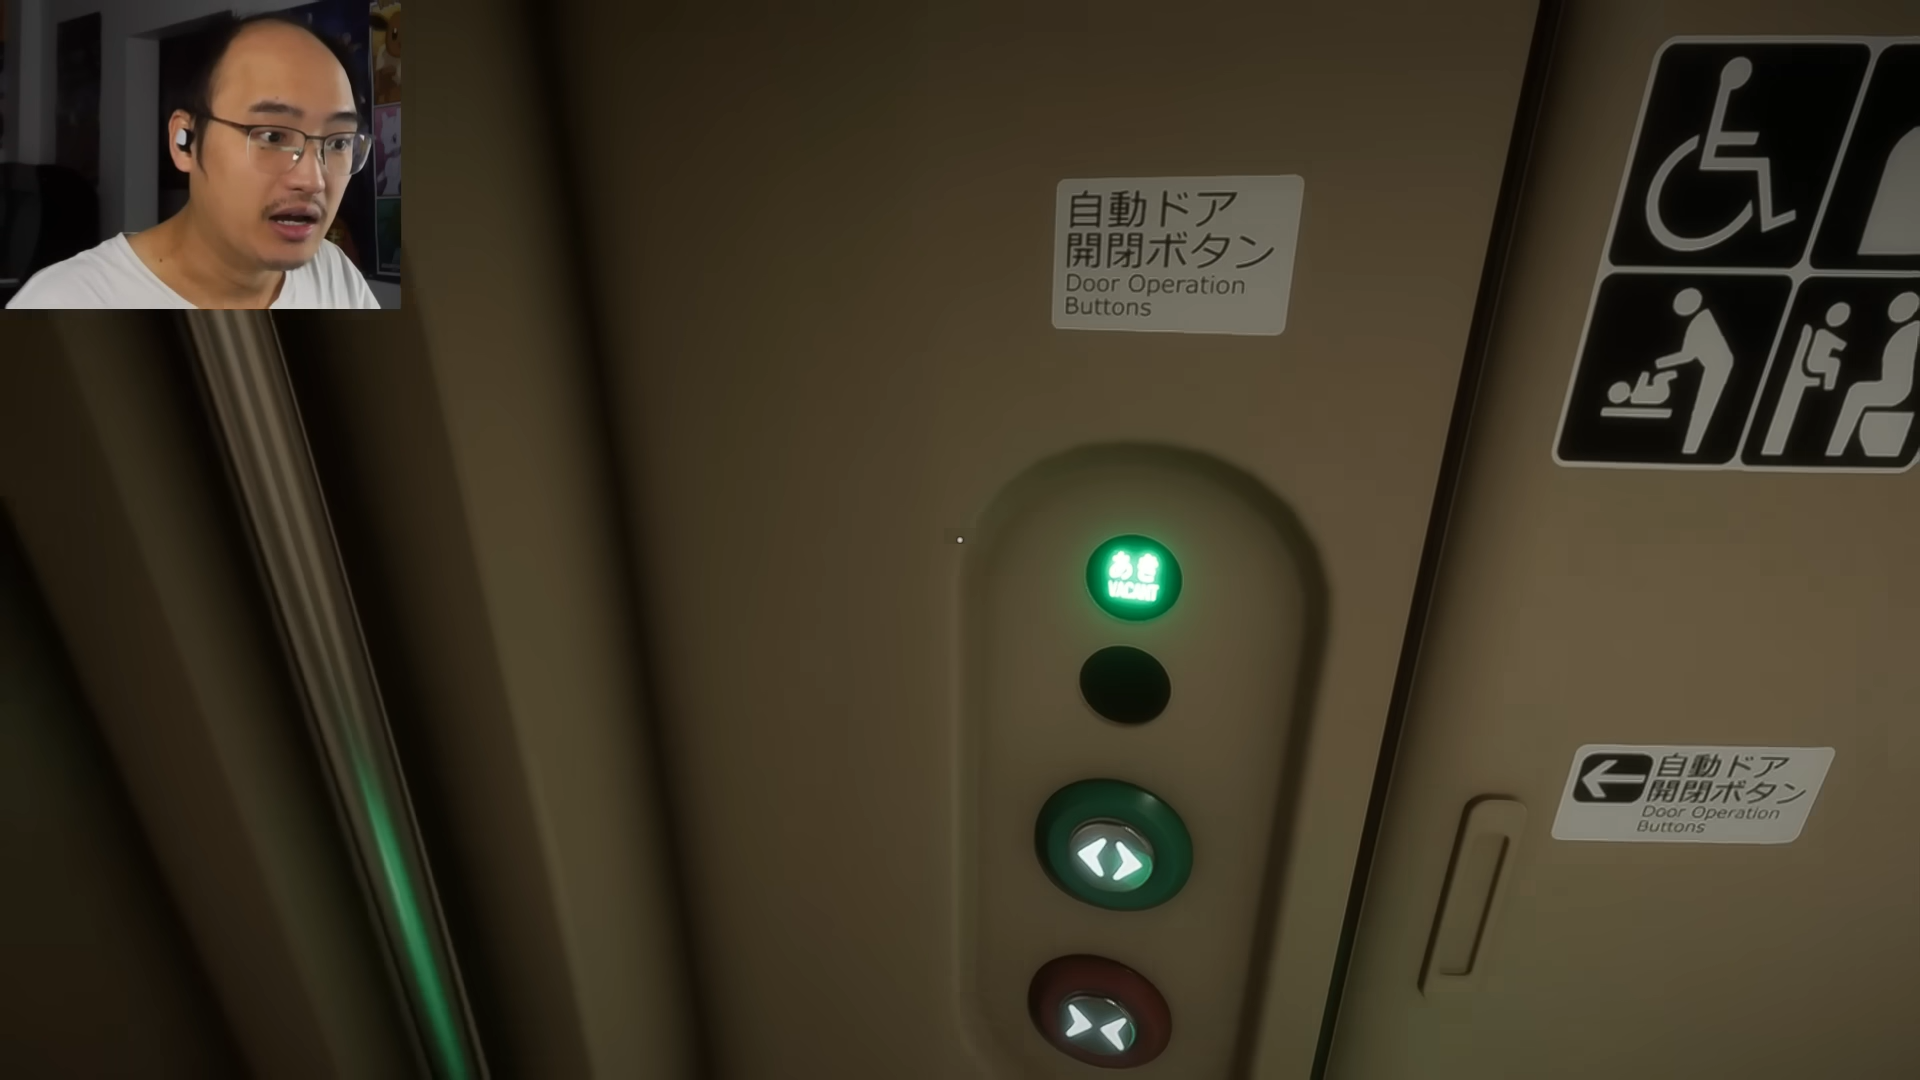 自動ドア
開閉ボタン
Door Operation
Buttons
あき
VACANT
自動ドア
開閉ボタン
Door Operation
Buttons